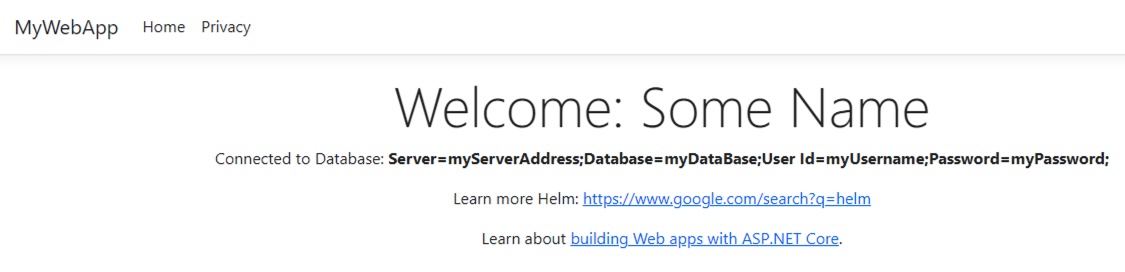 MyWebApp Home Privacy
Welcome: Some Name
Connected to Database: Server=myServerAddress;Database=myDataBase;User Id=myUsername;Password=myPassword;
Learn more Helm: https://www.google.com/search?q=helm
Learn about building Web apps with ASP.NET Core.